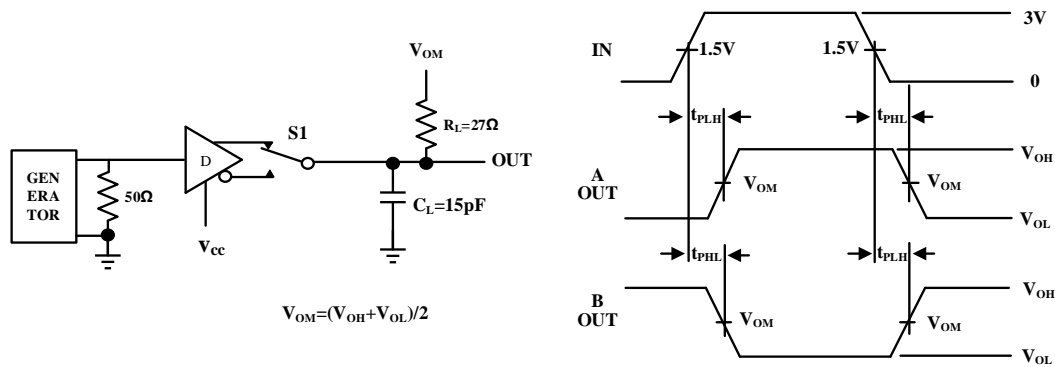 V_OM
R_L=27Ω
S1
OUT
D
GEN
ERA
TOR
50Ω
C_L=15pF
V_CC
V_OM=(V_OH+V_OL)/2
IN
1.5V
1.5V
3V
0
t_PLH
t_PHL
A
OUT
V_OM
V_OM
V_OH
V_OL
t_PHL
t_PLH
B
OUT
V_OM
V_OM
V_OH
V_OL